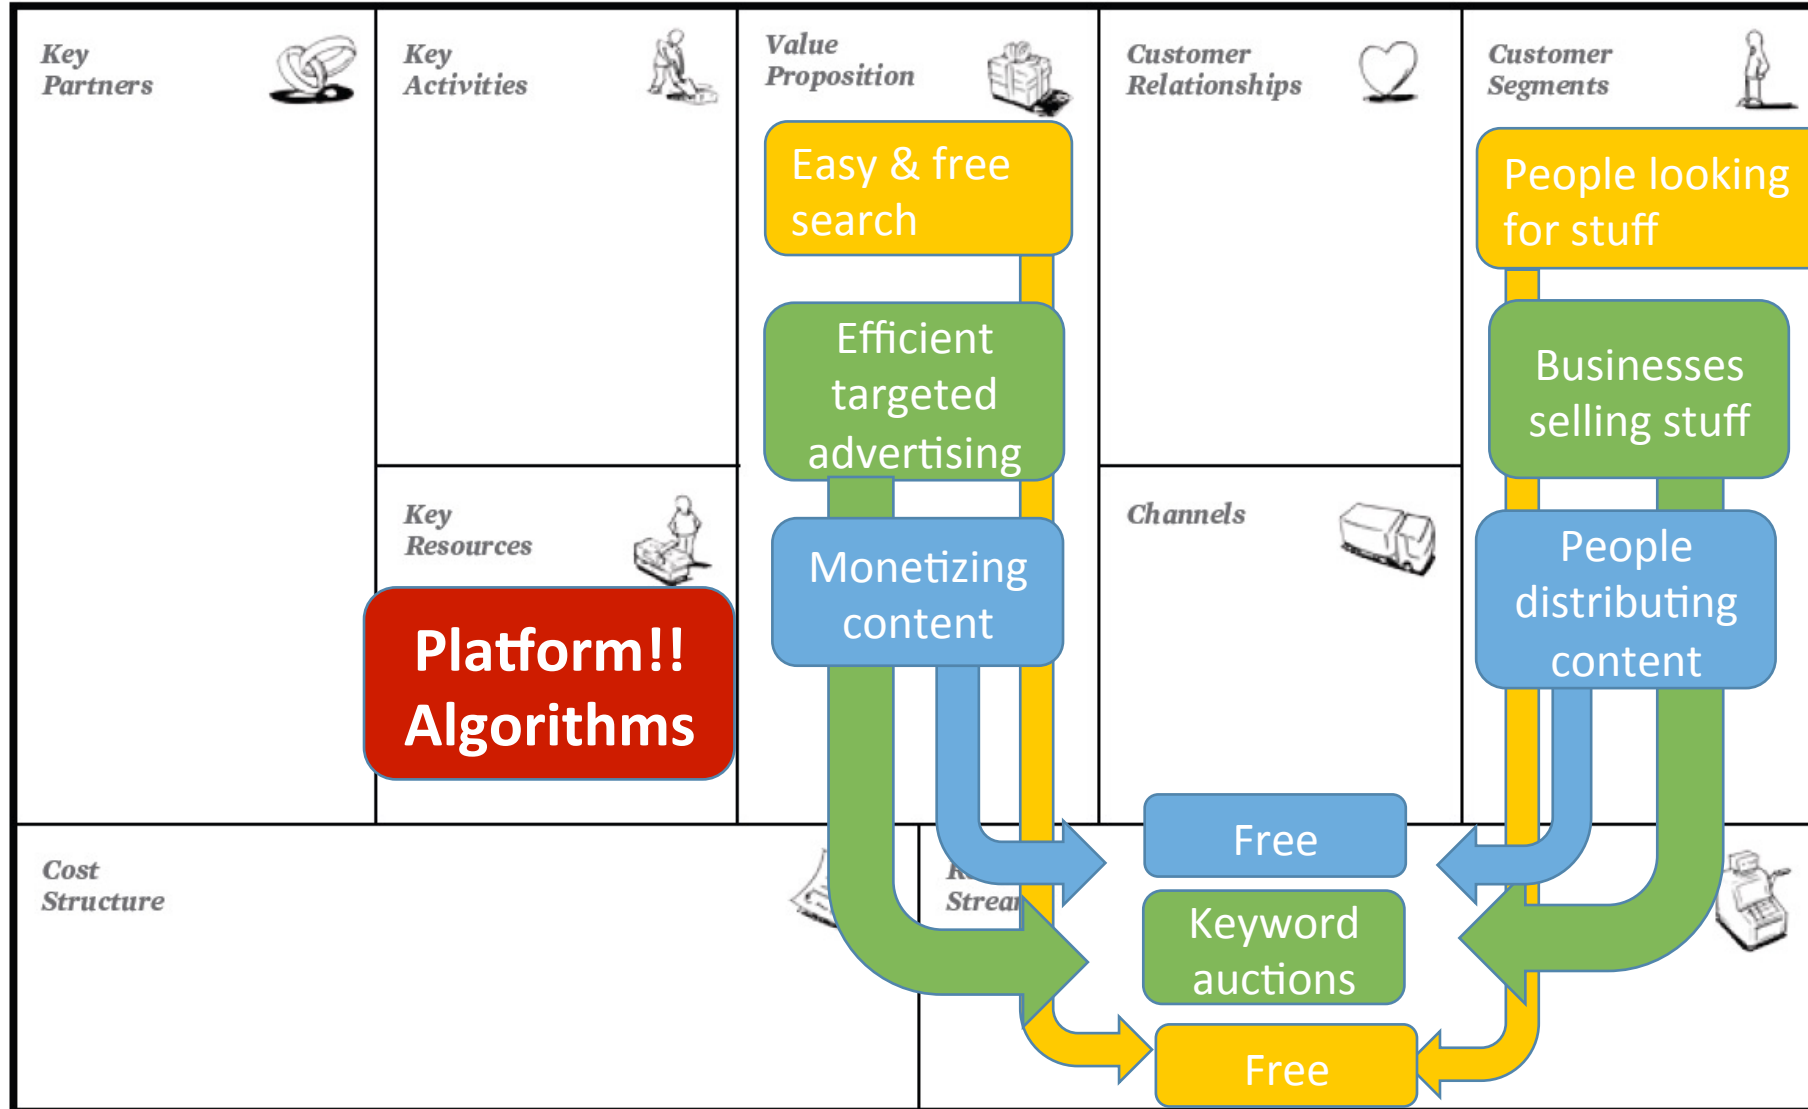 Key
Partners
Key
Activities
Value
Proposition
Customer
Relationships
Customer
Segments
Easy & free
search
People looking
for stuff
Efficient
targeted
advertising
Businesses
selling stuff
Key
Resources
Channels
Monetizing
content
People
distributing
content
Platform!!
Algorithms
Cost
Structure
Free
Keyword
auctions
Free